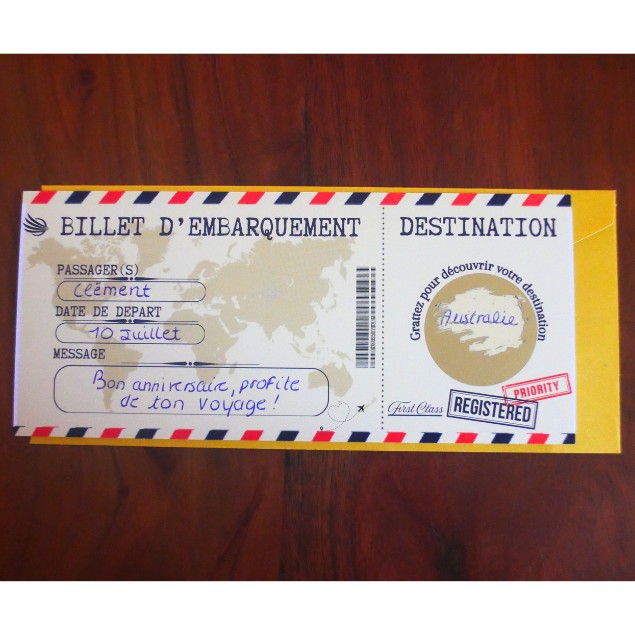 BILLET D'EMBARQUEMENT
PASSAGER(S)
Clément
DATE DE DEPART
10 Juillet
MESSAGE
Bon anniversaire, profite
de ton voyage !
DESTINATION
Grattez pour découvrir votre destination
Australie
First Class
REGISTERED
PRIORITY